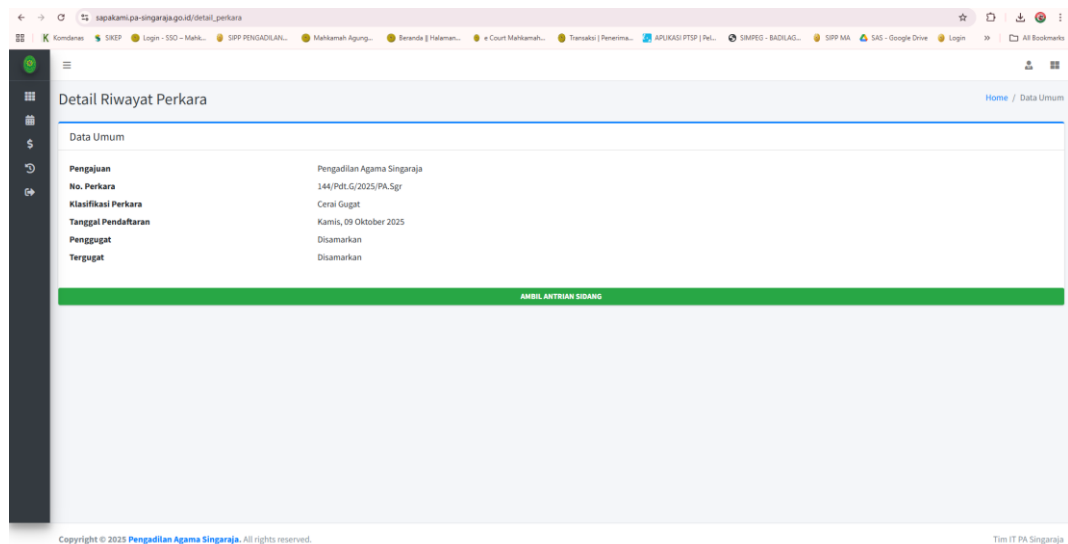 sapakami.pa-singaraja.go.id/detail_perkara
Komdanas SIKEP Login - SSO – Mahk... SIPP PENGADILAN... Mahkamah Agung... Beranda || Halaman... e Court Mahkamah... Transaksi | Penerima... APLIKASI PTSP | Pel... SIMPEG - BADILAG... SIPP MA SAS - Google Drive Login » All Bookmarks
Detail Riwayat Perkara Home / Data Umum
Data Umum
Pengajuan Pengadilan Agama Singaraja
No. Perkara 144/Pdt.G/2025/PA.Sgr
Klasifikasi Perkara Cerai Gugat
Tanggal Pendaftaran Kamis, 09 Oktober 2025
Penggugat Disamarkan
Tergugat Disamarkan
AMBIL ANTRIAN SIDANG
Copyright © 2025 Pengadilan Agama Singaraja. All rights reserved. Tim IT PA Singaraja